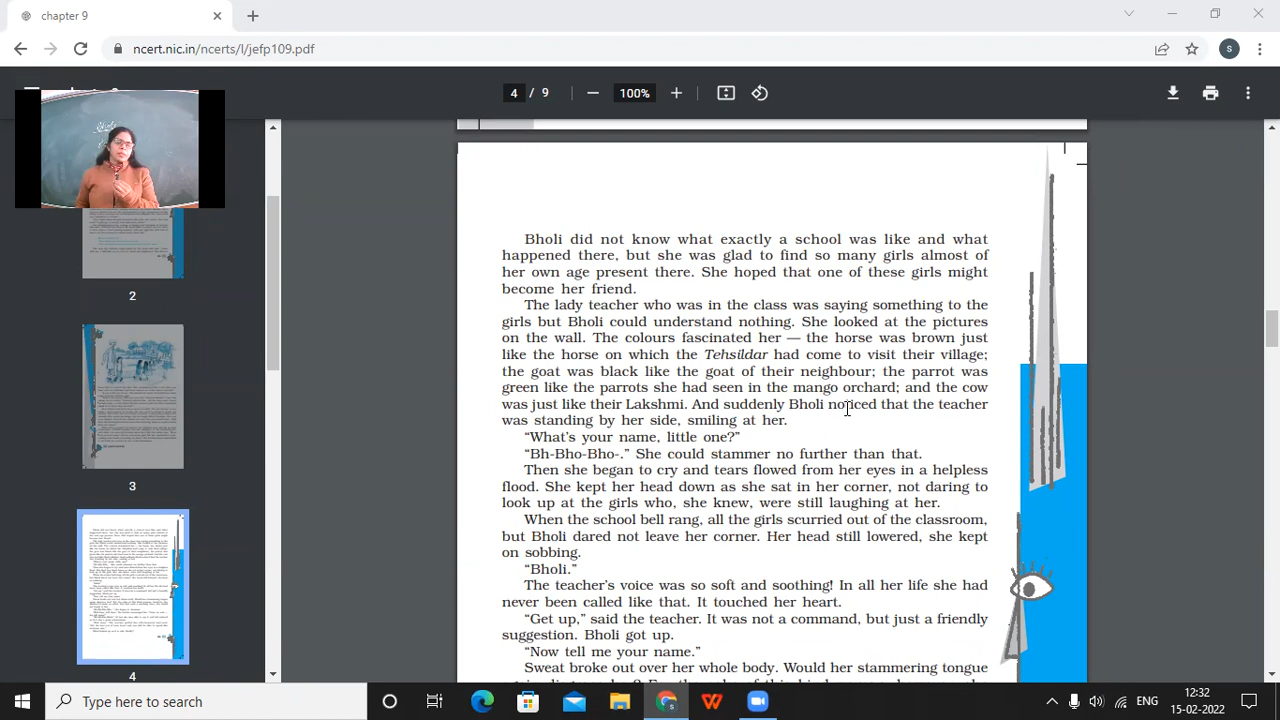 chapter 9
ncert.nic.in/ncerts/l/jefp109.pdf
S
4 / 9
100%
2
3
4
Bholi did not know what exactly a school was like and what
happened there, but she was glad to find so many girls almost of
her own age present there. She hoped that one of these girls might
become her friend.
The lady teacher who was in the class was saying something to the
girls but Bholi could understand nothing. She looked at the pictures
on the wall. The colours fascinated her — the horse was brown just
like the horse on which the Tehsildar had come to visit their village;
the goat was black like the goat of their neighbour; the parrot was
green like the parrots she had seen in the mango orchard; and the cow
was just like their Lakshmi. And suddenly Bholi noticed that the teacher
was standing by her side, smiling at her.
“What’s your name, little one?”
“Bh-Bho-Bho-.” She could stammer no further than that.
Then she began to cry and tears flowed from her eyes in a helpless
flood. She kept her head down as she sat in her corner, not daring to
look up at the girls who, she knew, were still laughing at her.
When the school bell rang, all the girls scurried out of the classroom,
but Bholi dared not leave her corner. Her head still lowered, she kept
on sobbing.
“Bholi.”
The teacher’s voice was so soft and soothing! In all her life she had
never been called like that. It touched her heart.
“Get up,” said the teacher. It was not a command, but just a friendly
suggestion. Bholi got up.
“Now tell me your name.”
Sweat broke out over her whole body. Would her stammering tongue
Type here to search
ENG
12:32
15-02-2022